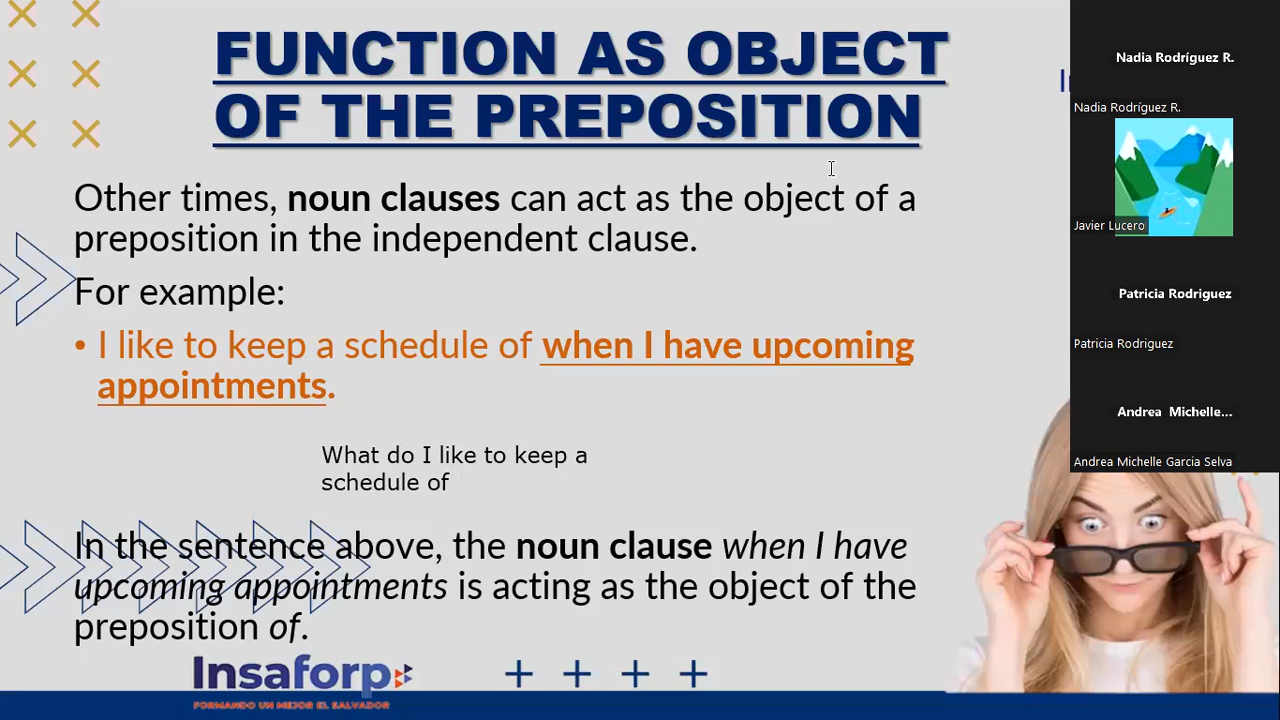 FUNCTION AS OBJECT
OF THE PREPOSITION
Other times, noun clauses can act as the object of a
preposition in the independent clause.
For example:
• I like to keep a schedule of when I have upcoming
appointments.
What do I like to keep a
schedule of
In the sentence above, the noun clause when I have
upcoming appointments is acting as the object of the
preposition of.
Insaforp
FORMANDO UN MEJOR EL SALVADOR
Nadia Rodríguez R.
Nadia Rodríguez R.
Javier Lucero
Patricia Rodriguez
Patricia Rodriguez
Andrea Michelle...
Andrea Michelle Garcia Selva